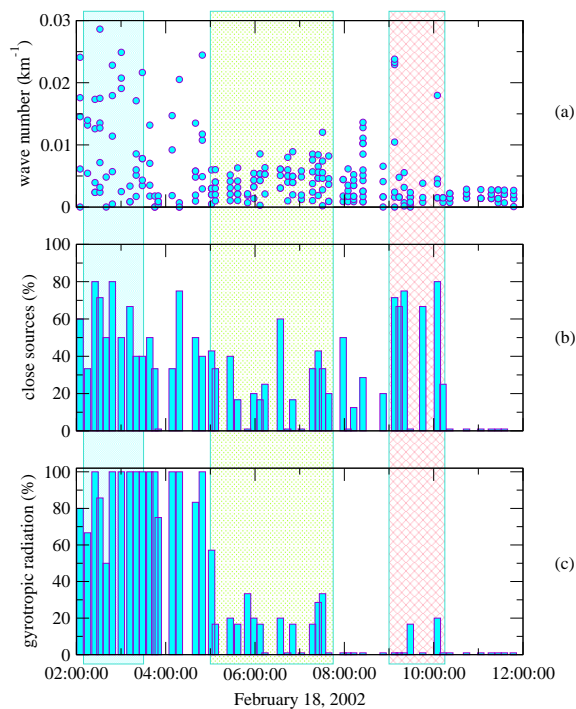 0.03
0.02
0.01
0
wave number (km-1)
(a)
100
80
60
40
20
0
close sources (%)
(b)
100
80
60
40
20
0
gyrotropic radiation (%)
(c)
02:00:00 04:00:00 06:00:00 08:00:00 10:00:00 12:00:00
February 18, 2002